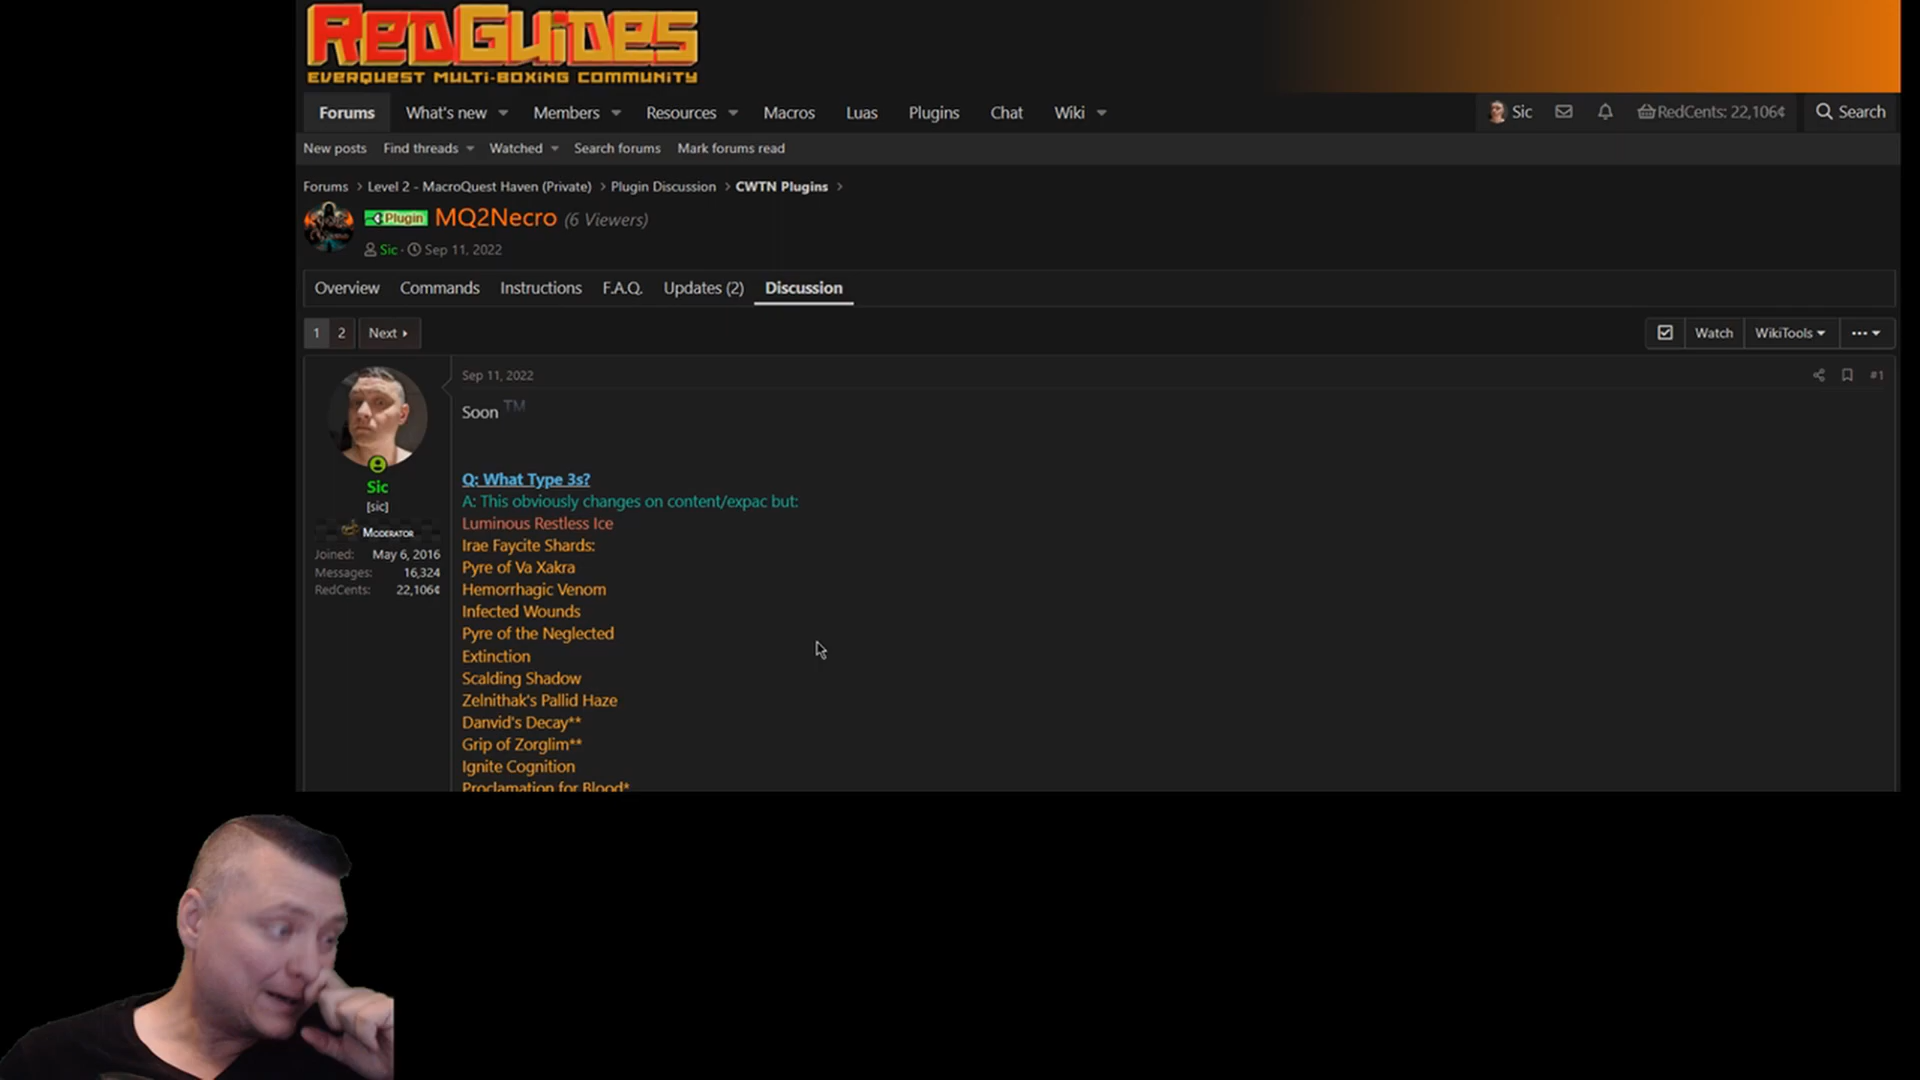 REDGUIDES
EVERQUEST MULTI-BOXING COMMUNITY
Forums What's new Members Resources Macros Luas Plugins Chat Wiki Sic RedCents: 22,106¢ Search
New posts Find threads Watched Search forums Mark forums read
Forums > Level 2 - MacroQuest Haven (Private) > Plugin Discussion > CWTN Plugins >
Plugin MQ2Necro (6 Viewers)
Sic · Sep 11, 2022
Overview Commands Instructions F.A.Q. Updates (2) Discussion
1 2 Next Watch WikiTools
Sep 11, 2022 #1
Soon TM
Q: What Type 3s?
A: This obviously changes on content/expac but:
Luminous Restless Ice
Irae Faycite Shards:
Pyre of Va Xakra
Hemorrhagic Venom
Infected Wounds
Pyre of the Neglected
Extinction
Scalding Shadow
Zelnithak's Pallid Haze
Danvid's Decay**
Grip of Zorglim**
Ignite Cognition
Proclamation for Blood*
Sic
[sic]
MODERATOR
Joined: May 6, 2016
Messages: 16,324
RedCents: 22,106¢